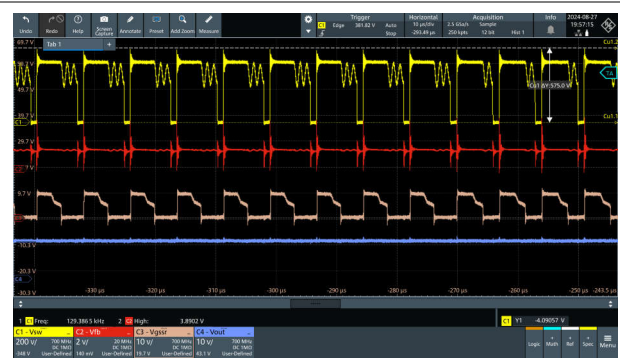 Undo
Redo
Help
Screen Capture
Annotate
Preset
Add Zoom
Measure
C1 Edge 381.82 V Auto
Trigger
Stop
Horizontal
10 µs/div
-293.49 µs
Acquisition
2.5 GSa/s Sample
250 kpts 12 bit Hist 1
Info
2024-08-27
19:57:15
Tab 1 +
69.7 V
Cu1.2
TA
49.7 V
Cu1 ΔY:575.0 V
39.7 V
Cu1.1
C1
29.7 V
9.7 V
-10.3 V
-20.3 V
C4
-30.3 V
-330 µs
-320 µs
-310 µs
-300 µs
-290 µs
-280 µs
-270 µs
-260 µs
-250 µs
-243.5 µs
1 C1 Freq: 129.3865 kHz 2 C2 High: 3.8902 V
C1 Y1 -4.09057 V
C1 - Vsw
200 V/ 700 MHz
DC 1MΩ
-348 V User-Defined
C2 - Vfb
2 V/ 20 MHz
DC 1MΩ
140 mV User-Defined
C3 - Vgssr
10 V/ 700 MHz
DC 1MΩ
19.7 V User-Defined
C4 - Vout
10 V/ 700 MHz
DC 1MΩ
43.1 V User-Defined
Logic
Math
Ref
Spec
Menu